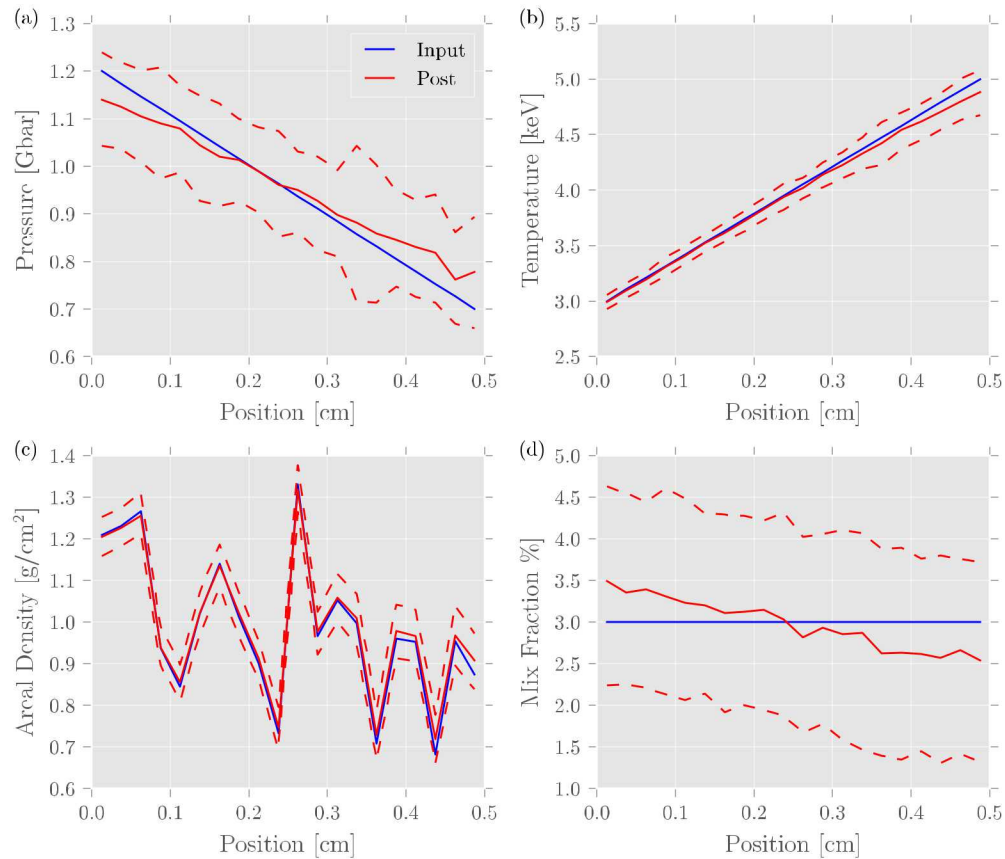 (a)
1.3
1.2
1.1
1.0
0.9
0.8
0.7
0.6
Pressure [Gbar]
Input
Post
0.0 0.1 0.2 0.3 0.4 0.5
Position [cm]
(b)
5.0
4.5
4.0
3.5
3.0
2.5
Temperature [keV]
0.0 0.1 0.2 0.3 0.4 0.5
Position [cm]
(c)
1.4
1.3
1.2
1.1
1.0
0.9
0.8
0.7
0.6
Areal Density [g/cm²]
0.0 0.1 0.2 0.3 0.4 0.5
Position [cm]
(d)
5.0
4.5
4.0
3.5
3.0
2.5
2.0
1.5
1.0
Mix Fraction %]
0.0 0.1 0.2 0.3 0.4 0.5
Position [cm]